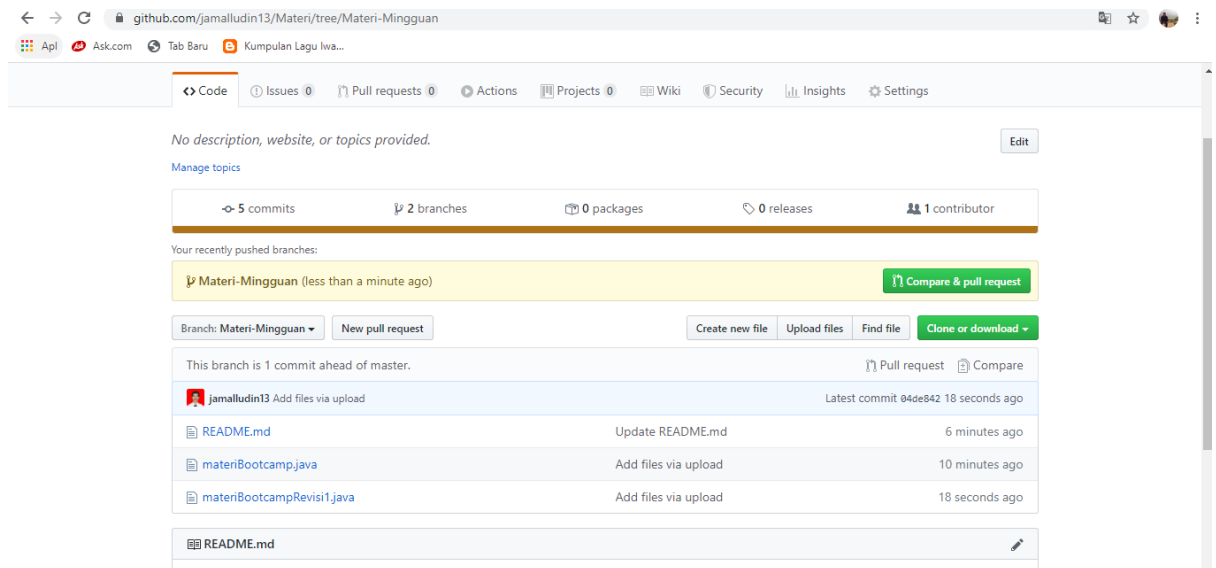 github.com/jamalludin13/Materi/tree/Materi-Mingguan
Apl Ask.com Tab Baru Kumpulan Lagu Iwa...
Code Issues 0 Pull requests 0 Actions Projects 0 Wiki Security Insights Settings
No description, website, or topics provided. Edit
Manage topics
5 commits 2 branches 0 packages 0 releases 1 contributor
Your recently pushed branches:
Materi-Mingguan (less than a minute ago) Compare & pull request
Branch: Materi-Mingguan New pull request Create new file Upload files Find file Clone or download
This branch is 1 commit ahead of master. Pull request Compare
jamalludin13 Add files via upload Latest commit 04de842 18 seconds ago
README.md Update README.md 6 minutes ago
materiBootcamp.java Add files via upload 10 minutes ago
materiBootcampRevisi1.java Add files via upload 18 seconds ago
README.md